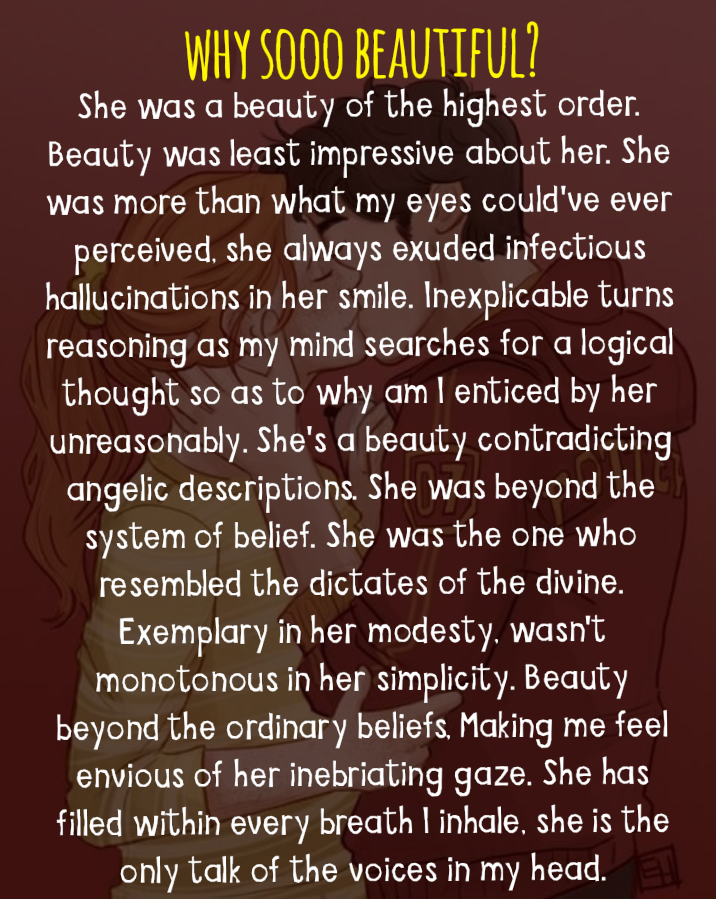 WHY SOOO BEAUTIFUL?
She was a beauty of the highest order.
Beauty was least impressive about her. She
was more than what my eyes could've ever
perceived, she always exuded infectious
hallucinations in her smile. Inexplicable turns
reasoning as my mind searches for a logical
thought so as to why am I enticed by her
unreasonably. She's a beauty contradicting
angelic descriptions. She was beyond the
system of belief. She was the one who
resembled the dictates of the divine.
Exemplary in her modesty, wasn't
monotonous in her simplicity. Beauty
beyond the ordinary beliefs, Making me feel
envious of her inebriating gaze. She has
filled within every breath I inhale, she is the
only talk of the voices in my head.
07